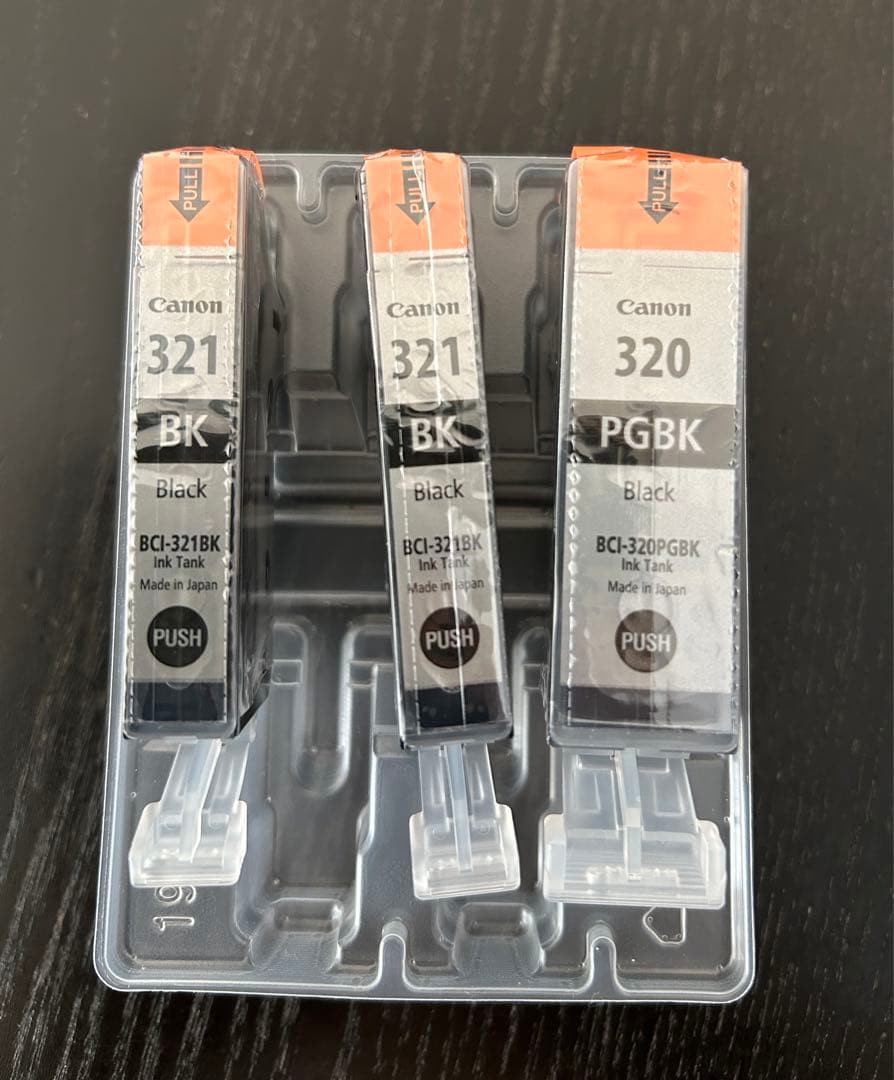 PULL
Canon
321
BK
Black
BCI-321BK
Ink Tank
Made in Japan
PUSH
PULL
Canon
321
BK
Black
BCI-321BK
Ink Tank
Made in Japan
PUSH
PULL
Canon
320
PGBK
Black
BCI-320PGBK
Ink Tank
Made in Japan
PUSH
19